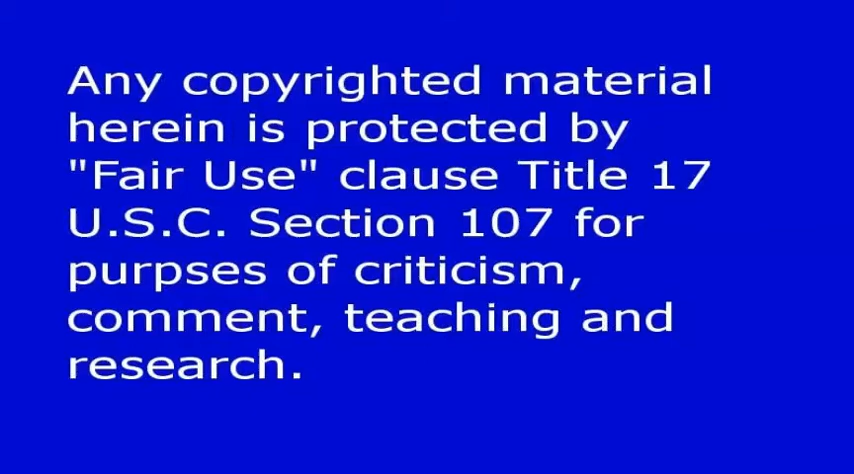 Any copyrighted material
herein is protected by
"Fair Use" clause Title 17
U.S.C. Section 107 for
purpses of criticism,
comment, teaching and
research.